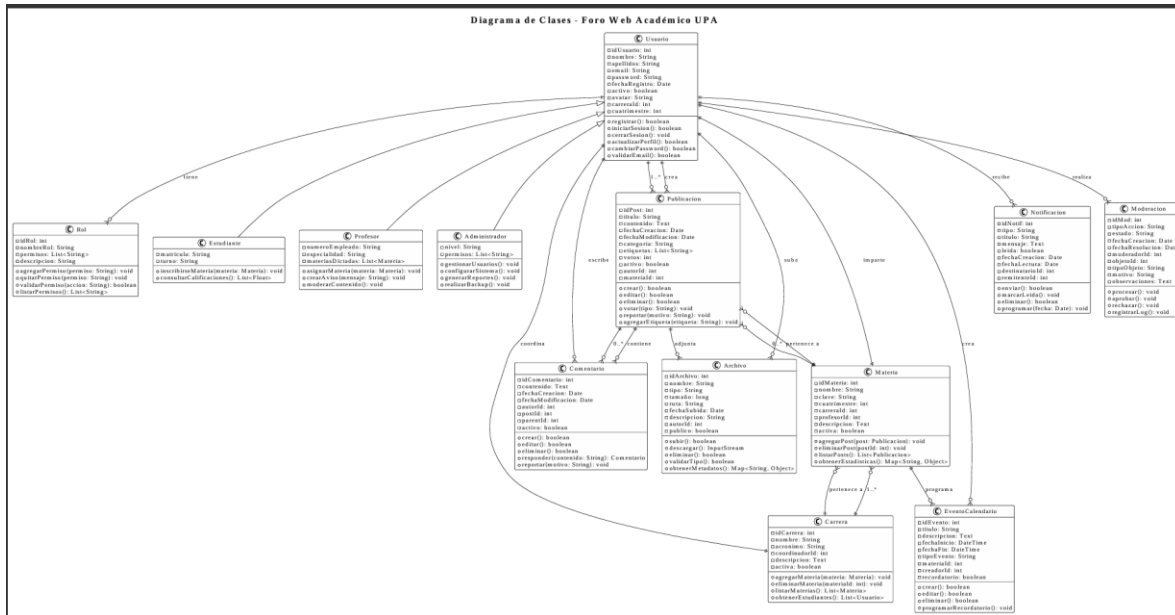 Diagrama de Clases - Foro Web Académico UPA
C Usuario
idUsuario: int
nombre: String
apellidos: String
email: String
password: String
fechaRegistro: Date
activo: boolean
avatar: String
carreraId: int
cuatrimestre: int
registrar(): boolean
iniciarSesion(): boolean
cerrarSesion(): void
actualizarPerfil(): boolean
cambiarPassword(): boolean
validarEmail(): boolean
tiene
1..* crea
recibe
realiza
C Rol
idRol: int
nombreRol: String
permisos: List<String>
descripcion: String
agregarPermiso(permiso: String): void
quitarPermiso(permiso: String): void
validarPermiso(accion: String): boolean
listarPermisos(): List<String>
C Estudiante
matricula: String
turno: String
inscribirseMateria(materia: Materia): void
consultarCalificaciones(): List<Float>
C Profesor
numeroEmpleado: String
especialidad: String
materiasDictadas: List<Materia>
asignarMateria(materia: Materia): void
crearAviso(mensaje: String): void
moderarContenido(): void
C Administrador
nivel: String
permisos: List<String>
gestionarUsuarios(): void
configurarSistema(): void
generarReportes(): void
realizarBackup(): void
C Publicacion
idPost: int
titulo: String
contenido: Text
fechaCreacion: Date
fechaModificacion: Date
categoria: String
etiquetas: List<String>
votos: int
activo: boolean
autorId: int
materiaId: int
crear(): boolean
editar(): boolean
eliminar(): boolean
votar(tipo: String): void
reportar(motivo: String): void
agregarEtiqueta(etiqueta: String): void
C Notificacion
idNotif: int
tipo: String
titulo: String
mensaje: Text
leida: boolean
fechaCreacion: Date
fechaLectura: Date
destinatarioId: int
remitenteId: int
enviar(): boolean
marcarLeida(): void
eliminar(): boolean
programar(fecha: Date): void
C Moderacion
idMod: int
tipoAccion: String
estado: String
fechaCreacion: Date
fechaResolucion: Date
moderadorId: int
objetoId: int
tipoObjeto: String
motivo: String
observaciones: Text
procesar(): void
aprobar(): void
rechazar(): void
registrarLog(): void
escribe
sube
imparte
coordina
0..* contiene
adjunta
0..* pertenece a
crea
C Comentario
idComentario: int
contenido: Text
fechaCreacion: Date
fechaModificacion: Date
autorId: int
postId: int
parentId: int
activo: boolean
crear(): boolean
editar(): boolean
eliminar(): boolean
responder(contenido: String): Comentario
reportar(motivo: String): void
C Archivo
idArchivo: int
nombre: String
tipo: String
tamaño: long
ruta: String
fechaSubida: Date
descripcion: String
autorId: int
publico: boolean
subir(): boolean
descargar(): InputStream
eliminar(): boolean
validarTipo(): boolean
obtenerMetadatos(): Map<String, Object>
C Materia
idMateria: int
nombre: String
clave: String
cuatrimestre: int
carreraId: int
profesorId: int
descripcion: Text
activa: boolean
agregarPost(post: Publicacion): void
eliminarPost(postId: int): void
listarPosts(): List<Publicacion>
obtenerEstadisticas(): Map<String, Object>
pertenece a 1..*
programa
C Carrera
idCarrera: int
nombre: String
acronimo: String
coordinadorId: int
descripcion: Text
activa: boolean
agregarMateria(materia: Materia): void
eliminarMateria(materiaId: int): void
listarMaterias(): List<Materia>
obtenerEstudiantes(): List<Usuario>
C EventoCalendario
idEvento: int
titulo: String
descripcion: Text
fechaInicio: DateTime
fechaFin: DateTime
tipoEvento: String
materiaId: int
creadorId: int
recordatorio: boolean
crear(): boolean
editar(): boolean
eliminar(): boolean
programarRecordatorio(): void